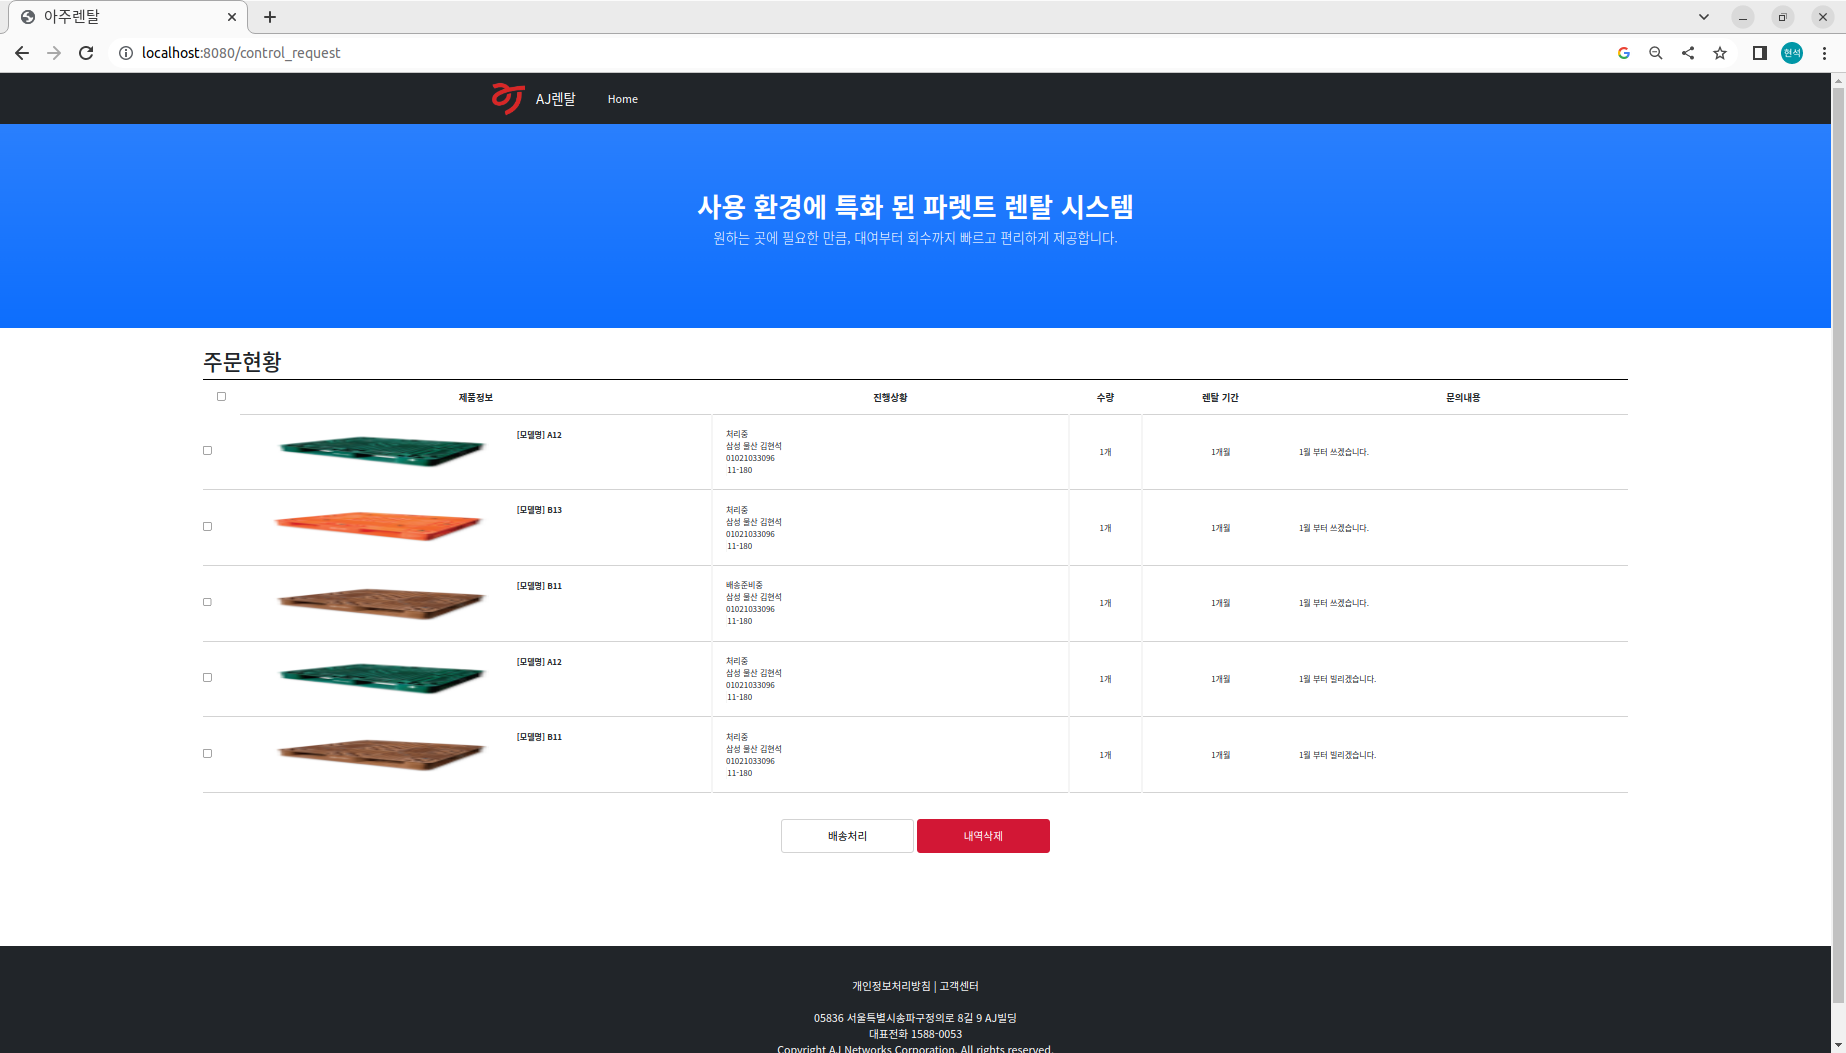 아주렌탈
localhost:8080/control_request
현석
AJ렌탈 Home
사용 환경에 특화 된 파렛트 렌탈 시스템
원하는 곳에 필요한 만큼, 대여부터 회수까지 빠르고 편리하게 제공합니다.
주문현황
제품정보 진행상황 수량 렌탈 기간 문의내용
[모델명] A12
처리중
삼성 물산 김현석
01021033096
11-180
1개 1개월 1월 부터 쓰겠습니다.
[모델명] B13
처리중
삼성 물산 김현석
01021033096
11-180
1개 1개월 1월 부터 쓰겠습니다.
[모델명] B11
배송준비중
삼성 물산 김현석
01021033096
11-180
1개 1개월 1월 부터 쓰겠습니다.
[모델명] A12
처리중
삼성 물산 김현석
01021033096
11-180
1개 1개월 1월 부터 빌리겠습니다.
[모델명] B11
처리중
삼성 물산 김현석
01021033096
11-180
1개 1개월 1월 부터 빌리겠습니다.
배송처리 내역삭제
개인정보처리방침 | 고객센터
05836 서울특별시송파구정의로 8길 9 AJ빌딩
대표전화 1588-0053
Copyright AJ Networks Corporation. All rights reserved.